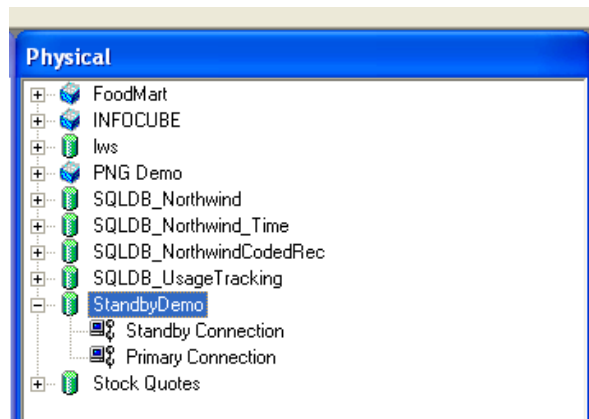 Physical
FoodMart
INFOCUBE
lws
PNG Demo
SQLDB_Northwind
SQLDB_Northwind_Time
SQLDB_NorthwindCodedRec
SQLDB_UsageTracking
StandbyDemo
Standby Connection
Primary Connection
Stock Quotes